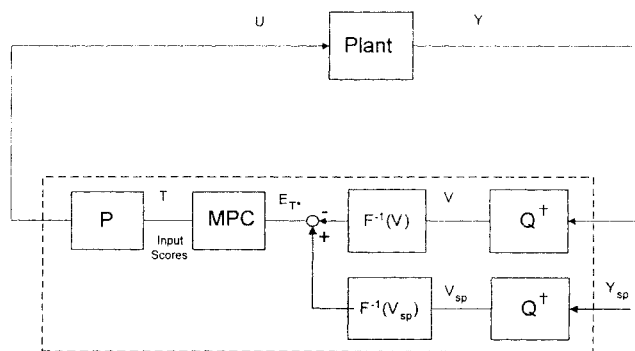 U
Plant
Y
P
T
Input
Scores
MPC
E_T*
-
+
F⁻¹(V)
V
Q†
F⁻¹(V_sp)
V_sp
Q†
Y_sp